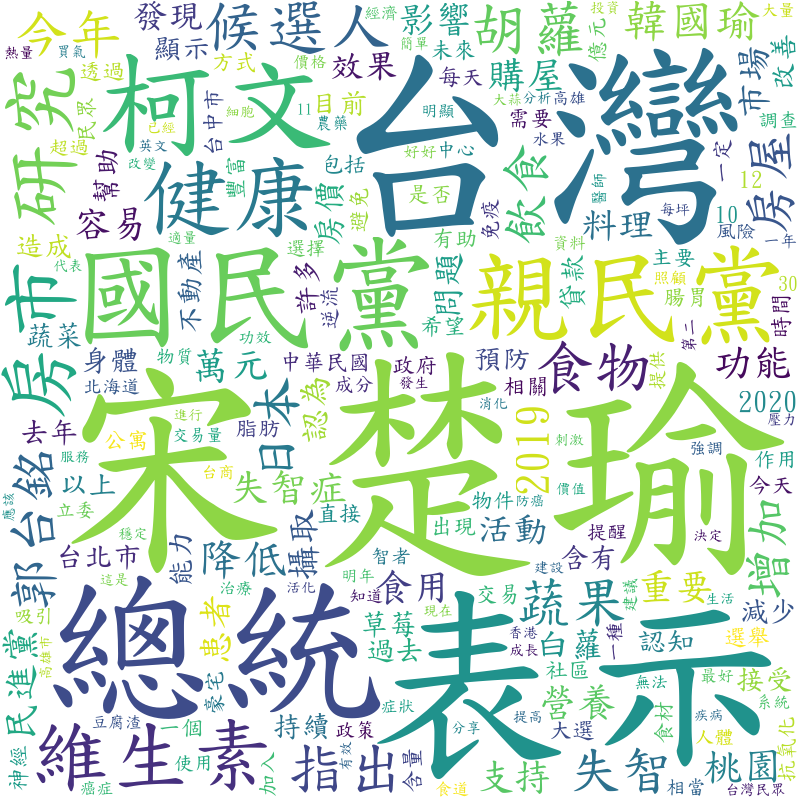 今年
發現
候選人
影響
胡蘿
韓國瑜
經濟
投資
大量
熱量
買氣
透過
顯示
方式
效果
簡單
未來
億元
價格
購屋
市場
改善
研究
柯文
台灣
超過
民眾
台中市
細胞
已經
11
目前
每天
明顯
大蒜
分析
高雄
農藥
需要
水果
調查
英文
好好
中心
醫師
一定
幫助
改變
豐富
包括
健康
飲食
房屋
12
10
容易
房價
避免
是否
免疫
料理
每坪
風險
造成
適量
選擇
有助
資料
一年
房市
代表
不動產
許多
逆流
國民黨
親民黨
問題
希望
貸款
主要
照顧
腸胃
30
時間
蔬菜
功效
第二
身體
物質
萬元
中華民國
政府
預防
食物
提供
功能
北海道
成分
發生
相關
2020
壓力
去年
宋楚瑜
進行
日本
認為
消化
2019
公寓
交易量
脂肪
刺激
強調
作用
服務
台商
郭台銘
應該
以上
失智症
物件
防癌
價值
今天
立委
直接
出現
活動
提醒
決定
增加
穩定
台北市
能力
降低
攝取
智者
含有
這是
治療
活化
明年
知道
食用
交易
建設
蔬果
建議
重要
生活
減少
吸引
患者
總統
表示
現在
草莓
過去
香港
成長
白蘿
一種
認知
選舉
民進黨
高雄市
豪宅
症狀
社區
無法
最好
接受
系統
豆腐渣
維生素
一個
持續
政策
分享
提高
營養
大選
食材
疾病
人體
抗氧化
神經
癌症
使用
加入
指出
有效
含量
食道
支持
失智
相當
桃園
台灣民眾